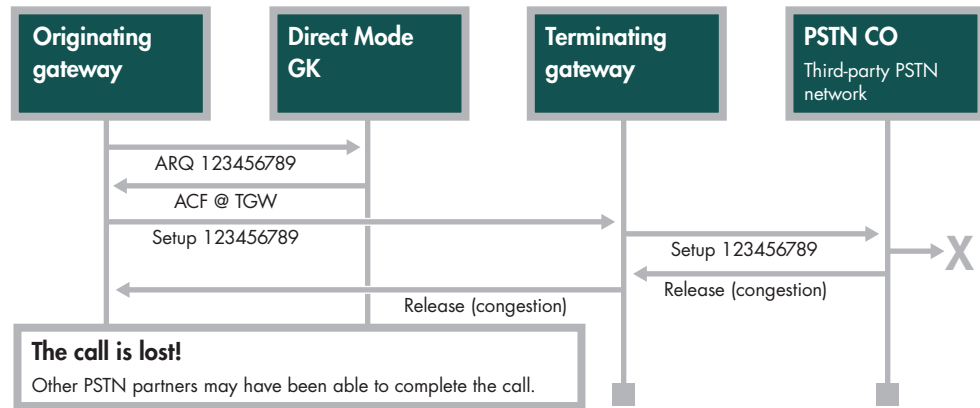 Originating
gateway
Direct Mode
GK
Terminating
gateway
PSTN CO
Third-party PSTN
network
ARQ 123456789
ACF @ TGW
Setup 123456789
Setup 123456789
X
Release (congestion)
Release (congestion)
The call is lost!
Other PSTN partners may have been able to complete the call.